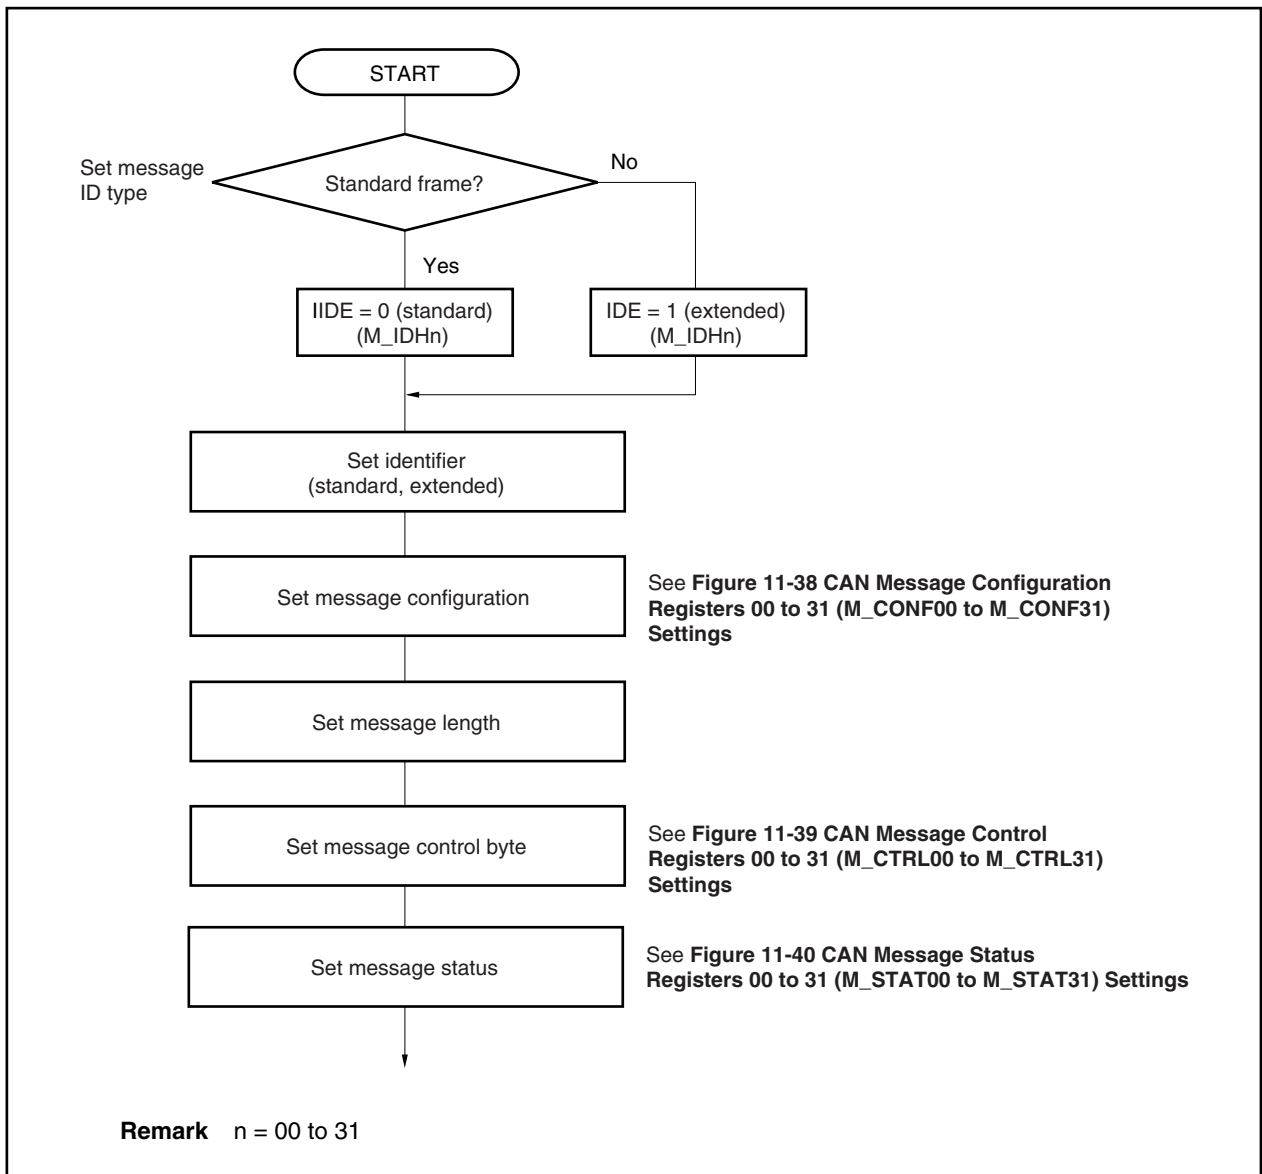 START
Set message
ID type
Standard frame?
No
Yes
IIDE = 0 (standard)
(M_IDHn)
IDE = 1 (extended)
(M_IDHn)
Set identifier
(standard, extended)
Set message configuration
See Figure 11-38 CAN Message Configuration
Registers 00 to 31 (M_CONF00 to M_CONF31)
Settings
Set message length
Set message control byte
See Figure 11-39 CAN Message Control
Registers 00 to 31 (M_CTRL00 to M_CTRL31)
Settings
Set message status
See Figure 11-40 CAN Message Status
Registers 00 to 31 (M_STAT00 to M_STAT31) Settings
Remark n = 00 to 31